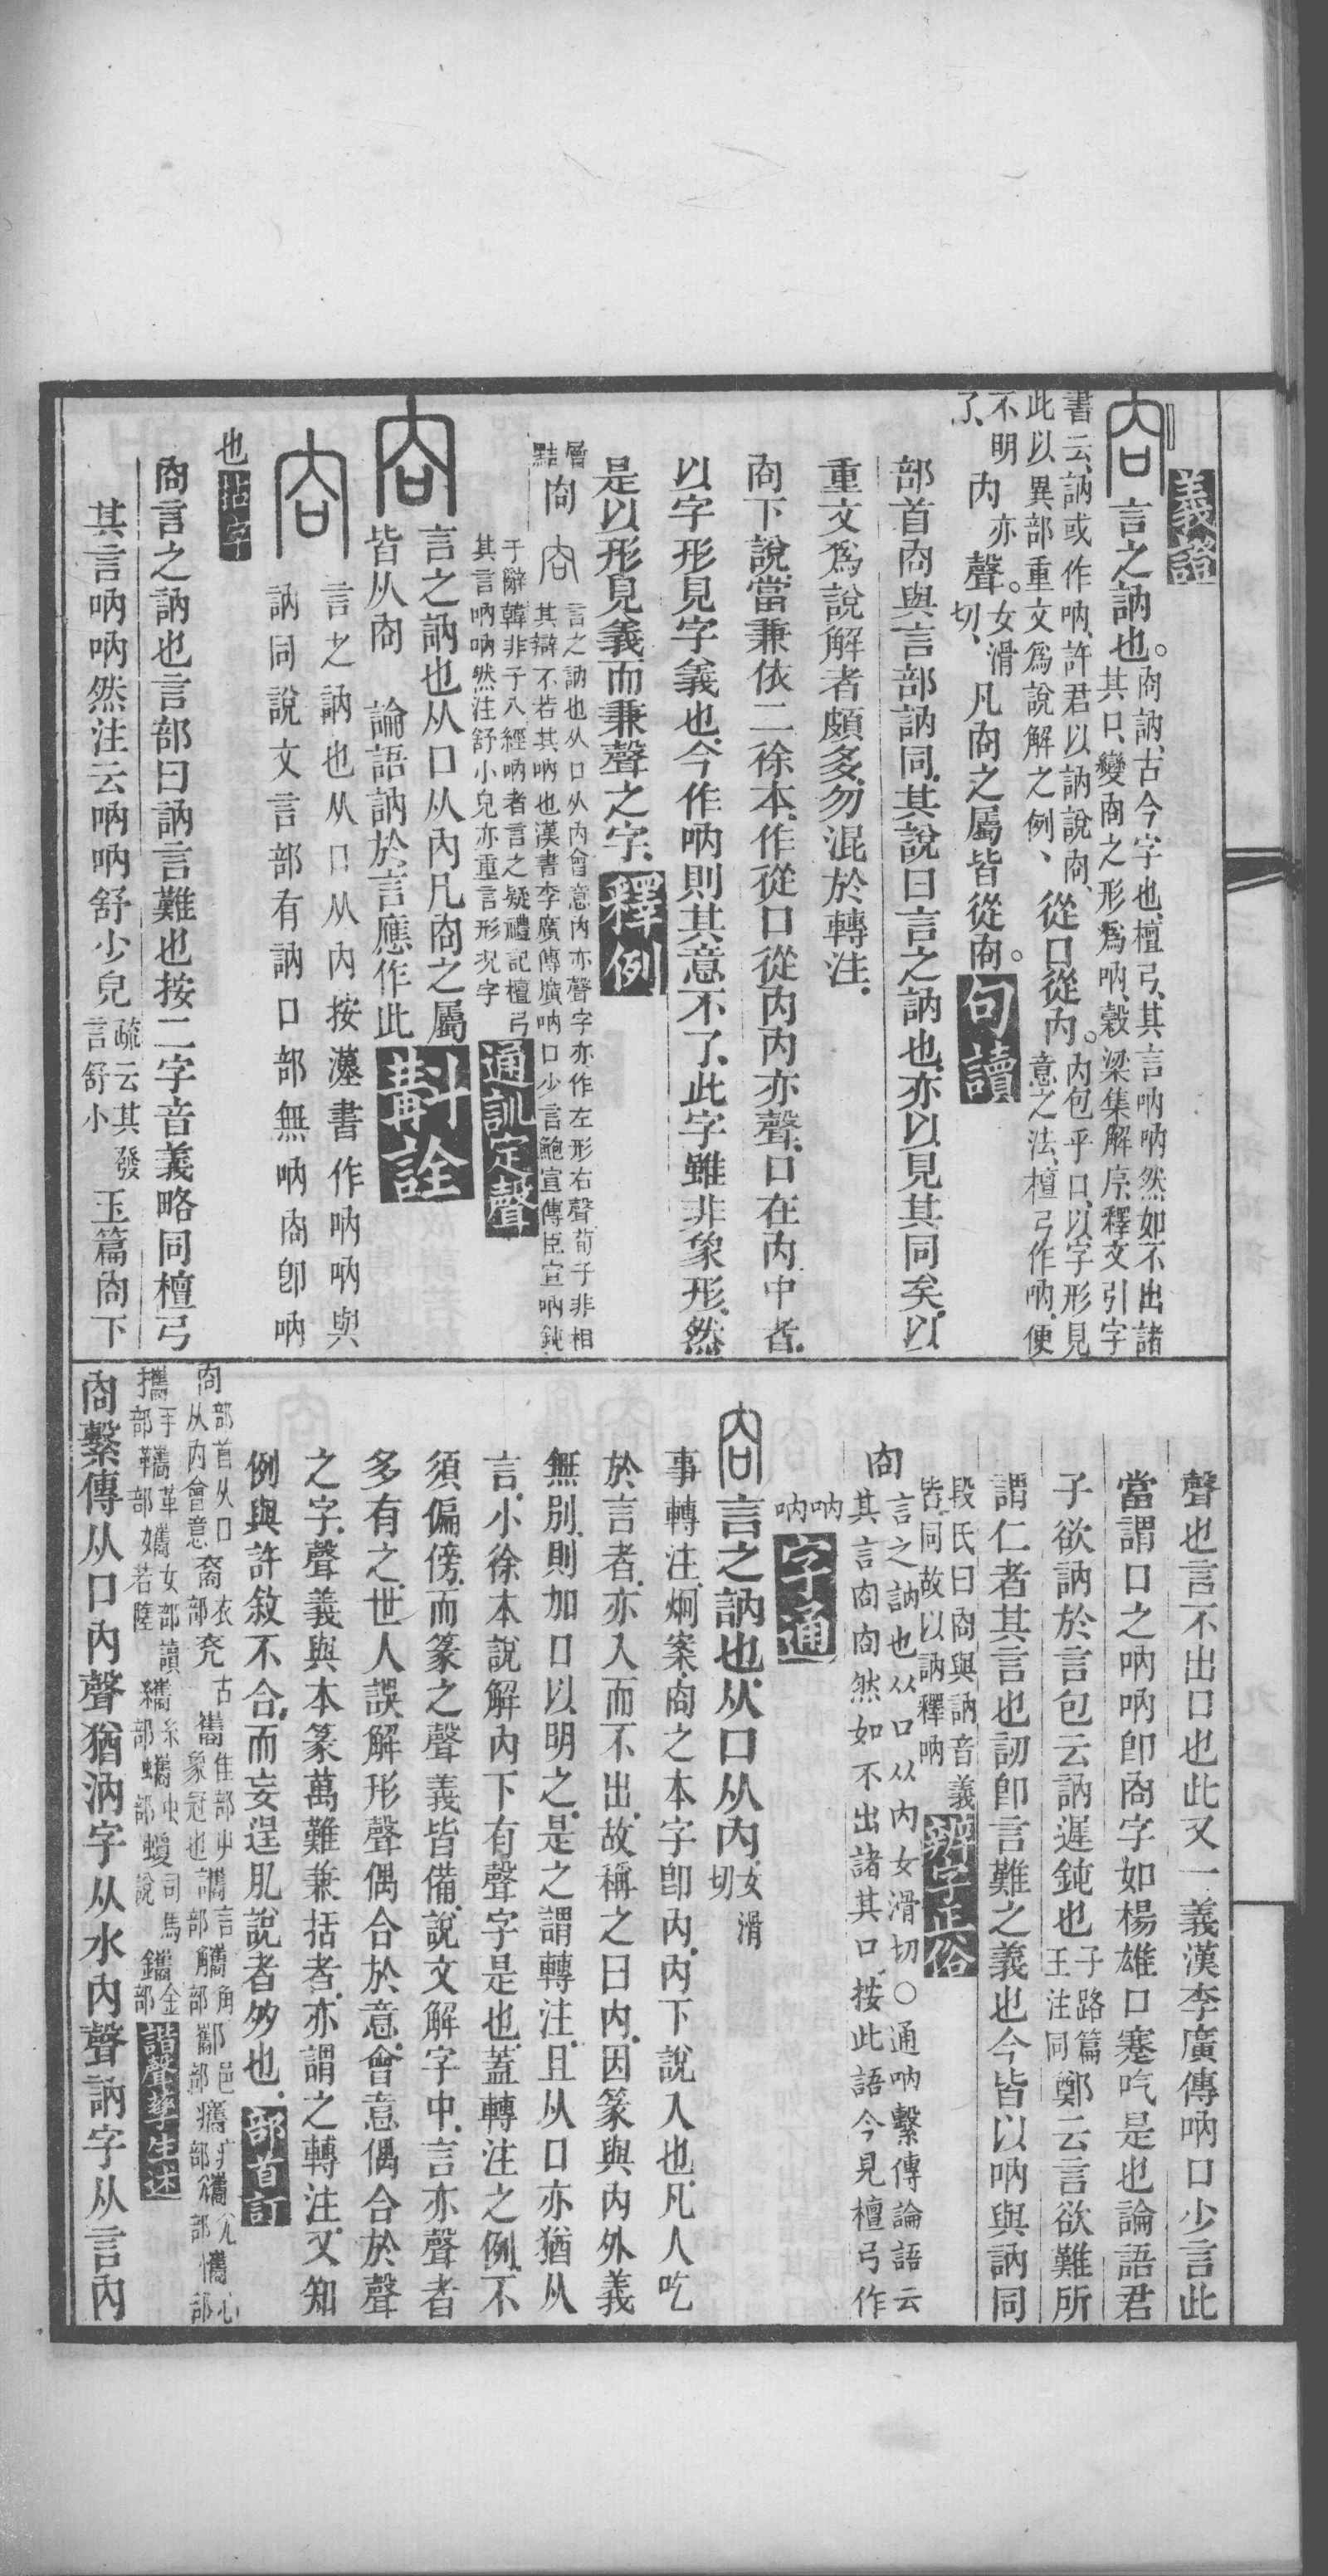 義證
㕯 言之訥也。㕯訥、古今字也、檀弓、其言吶吶然如不出諸
其口、變㕯之形爲吶、穀梁集解序、釋文引字
書云、訥或作吶、許君以訥說㕯、從口從內。內包乎口、以字形見
此以異部重文爲說解之例、意之法、檀弓作吶、便
不明了、內亦聲。女滑切、凡㕯之屬皆從㕯。句讀
部首㕯與言部訥同、其說曰言之訥也、亦以見其同矣、以
重文爲說解者頗多、勿混於轉注.
㕯下說當兼依二徐本、作從口從内内亦聲、口在内中者、
以字形見字義也、今作吶則其意不了、此字雖非象形、然
是以形見義而兼聲之字、釋例
層㕯 㕯 言之訥也从口从內會意內亦聲字亦作左形右聲荀子非相
點 其辯不若其吶也漢書李廣傳廣吶口少言鮑宣傳臣宣吶鈍
于辭韓非子八經吶者言之疑禮記檀弓
其言吶吶然注舒小皃亦重言形況字 通訓定聲
㕯 言之訥也从口从內凡㕯之屬
皆从㕯 論語訥於言應作此 斠詮
㕯 言之訥也从口从內按漢書作吶吶與
訥同說文言部有訥口部無吶㕯卽吶
也 拈字
㕯言之訥也言部曰訥言難也按二字音義略同檀弓
其言吶吶然注云吶吶舒少皃疏云其發言舒小玉篇㕯下
聲也言不出口也此又一義漢李廣傳吶口少言此
當謂口之吶吶卽㕯字如楊雄口蹇吃是也論語君
子欲訥於言包云訥遲鈍也子路篇王注同鄭云言欲難所
謂仁者其言也訒卽言難之義也今皆以吶與訥同
段氏曰㕯與訥音義
皆同故以訥釋吶 辨字正俗
㕯 言之訥也从口从內女滑切○通吶繫傳論語云
其言㕯㕯然如不出諸其口按此語今見檀弓作
吶吶 字通
㕯言之訥也、从口从内、女滑切
事轉注、炯案、㕯之本字卽内、内下說入也、凡人吃
於言者、亦入而不出、故稱之曰内、因篆與内外義
無別、則加口以明之、是之謂轉注、且从口亦猶从
言、小徐本說解內下有聲字是也、蓋轉注之例、不
須偏傍、而篆之聲義皆備、說文解字中、言亦聲者
多有之、世人誤解形聲偶合於意、會意偶合於聲
之字、聲義與本篆萬難兼括者、亦謂之轉注、又知
例與許敘不合、而妄逞肊說者夥也、部首訂
㕯部首从口从內會意裔衣部 古 巂隹部屮象冠也 言部觿角部酅邑部 疒部 心部
攜手部 革部 女部 讀若陸 糸部蠵虫部 司馬說鑴金部 諧聲孳生述
㕯繫傳从口內聲猶汭字从水內聲訥字从言內